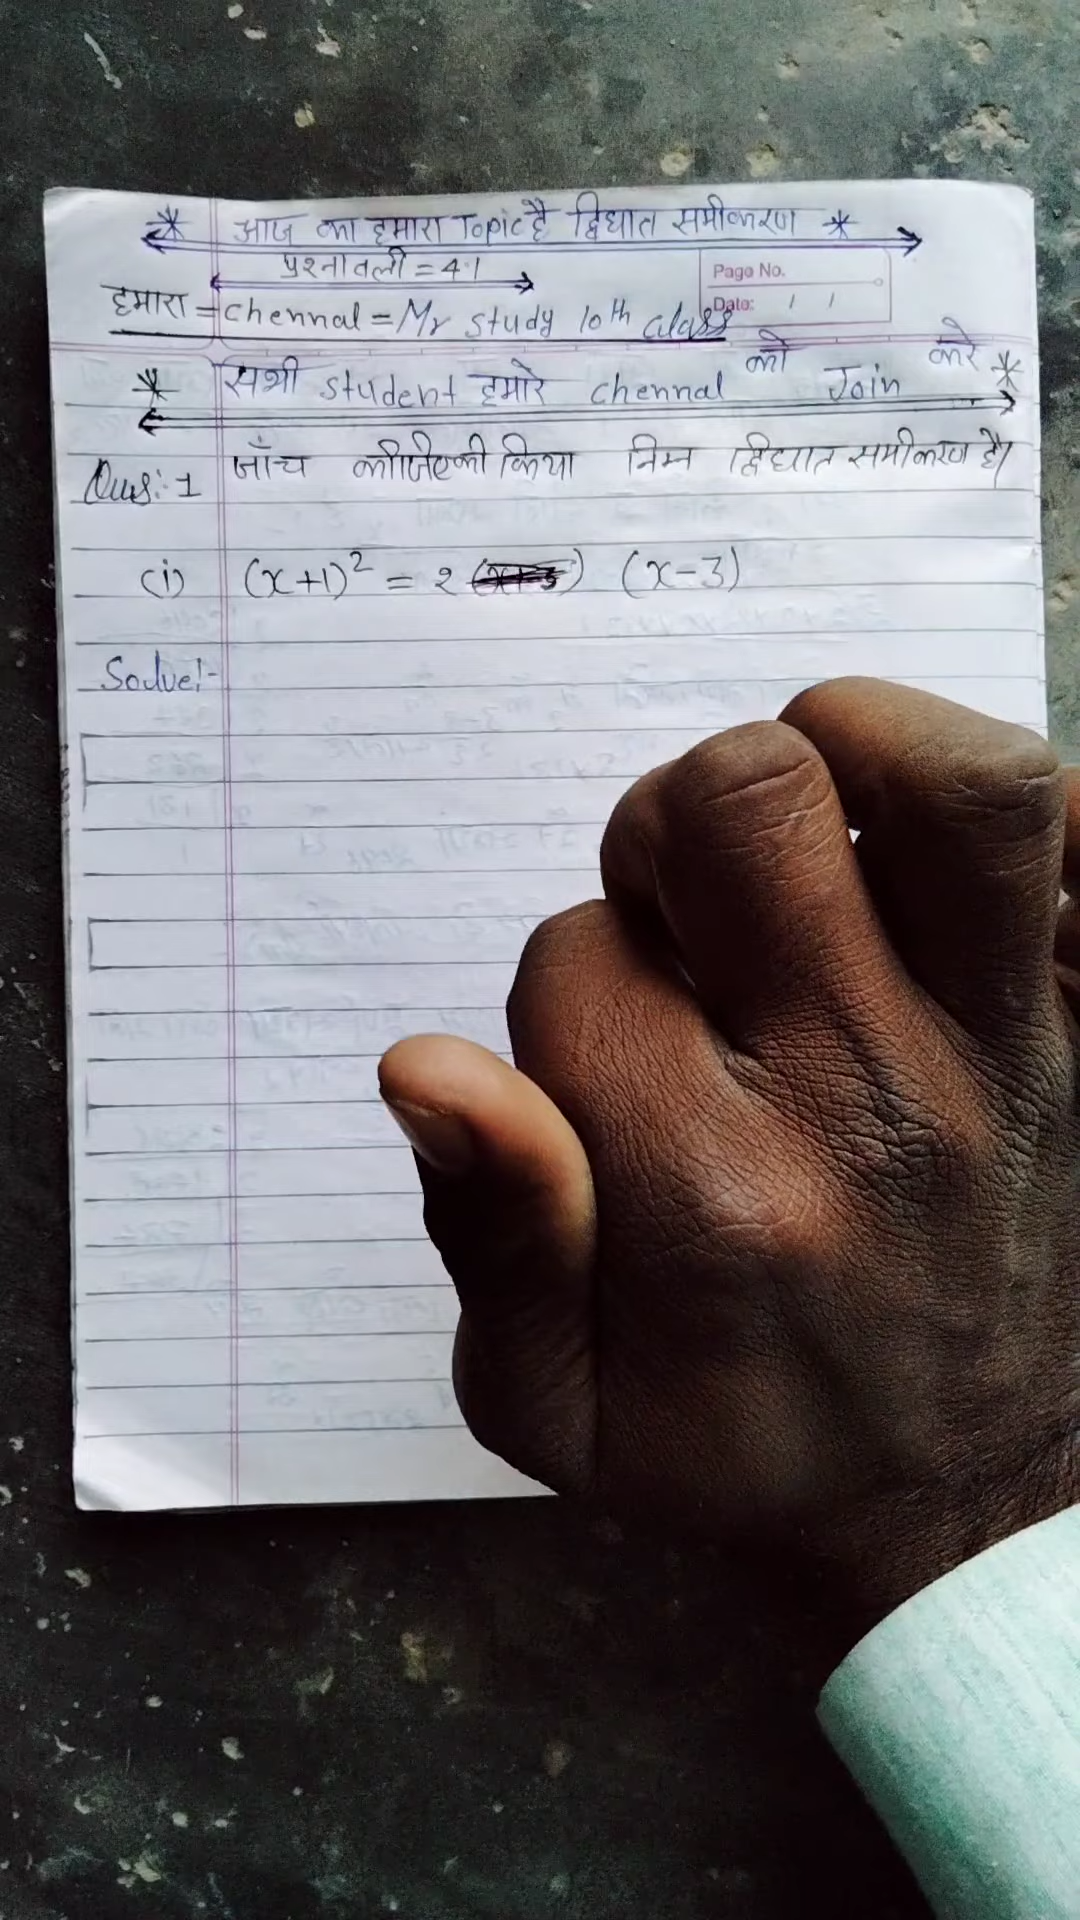 * आज का हमारा Topic है द्विघात समीकरण *
प्रश्नावली = 4.1
Page No.
Date: / /
हमारा = chennal = Mr study 10th class
* सभी student हमारे chennal को Join करे *
Ques:-1 जाँच कीजिए की किया निम्न द्विघात समीकरण है।
(i) (x+1)² = 2 (x-3)
Solve:-